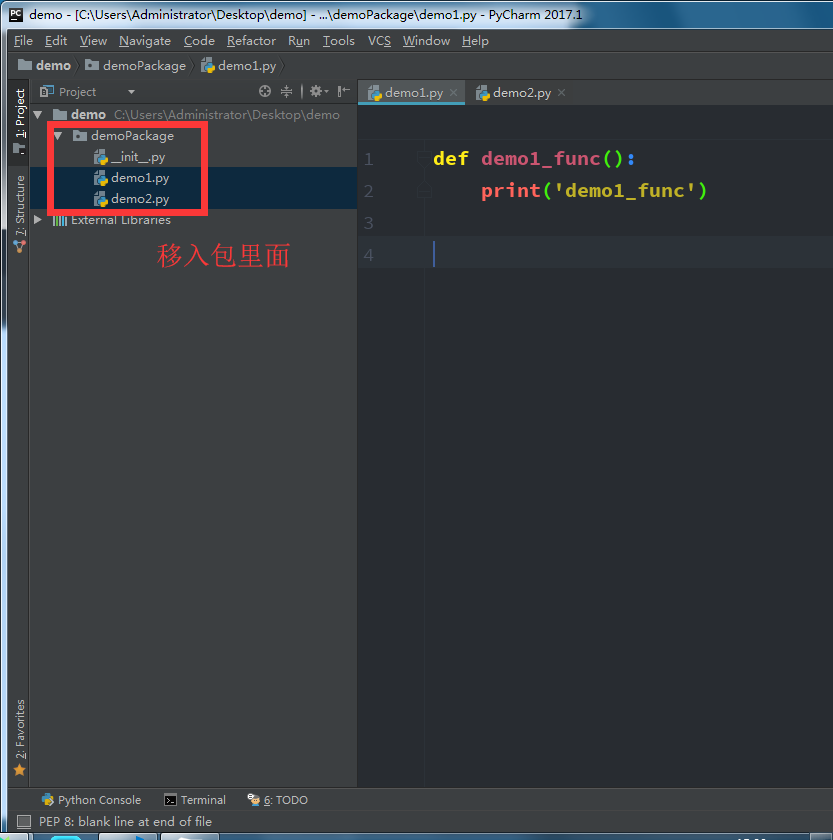 demo - [C:\Users\Administrator\Desktop\demo] - ...\demoPackage\demo1.py - PyCharm 2017.1
File Edit View Navigate Code Refactor Run Tools VCS Window Help
demo demoPackage demo1.py
Project
demo1.py
demo2.py
1: Project
7: Structure
2: Favorites
demo C:\Users\Administrator\Desktop\demo
demoPackage
__init__.py
demo1.py
demo2.py
External Libraries
移入包里面
1 def demo1_func():
2 print('demo1_func')
3
4
Python Console Terminal 6: TODO
PEP 8: blank line at end of file